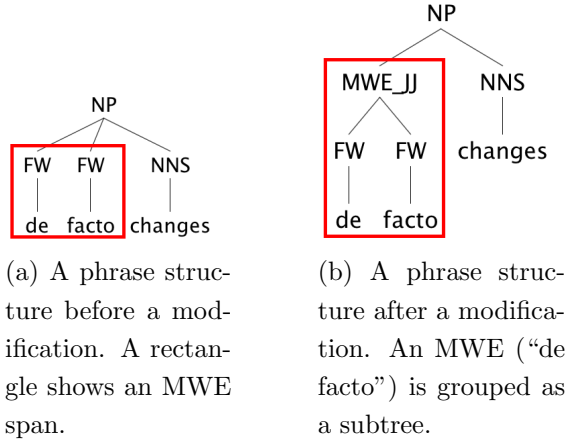 NP
FW FW NNS
de facto changes
(a) A phrase struc-
ture before a mod-
ification. A rectan-
gle shows an MWE
span.
NP
MWE_JJ NNS
FW FW changes
de facto
(b) A phrase struc-
ture after a modifica-
tion. An MWE (“de
facto”) is grouped as
a subtree.